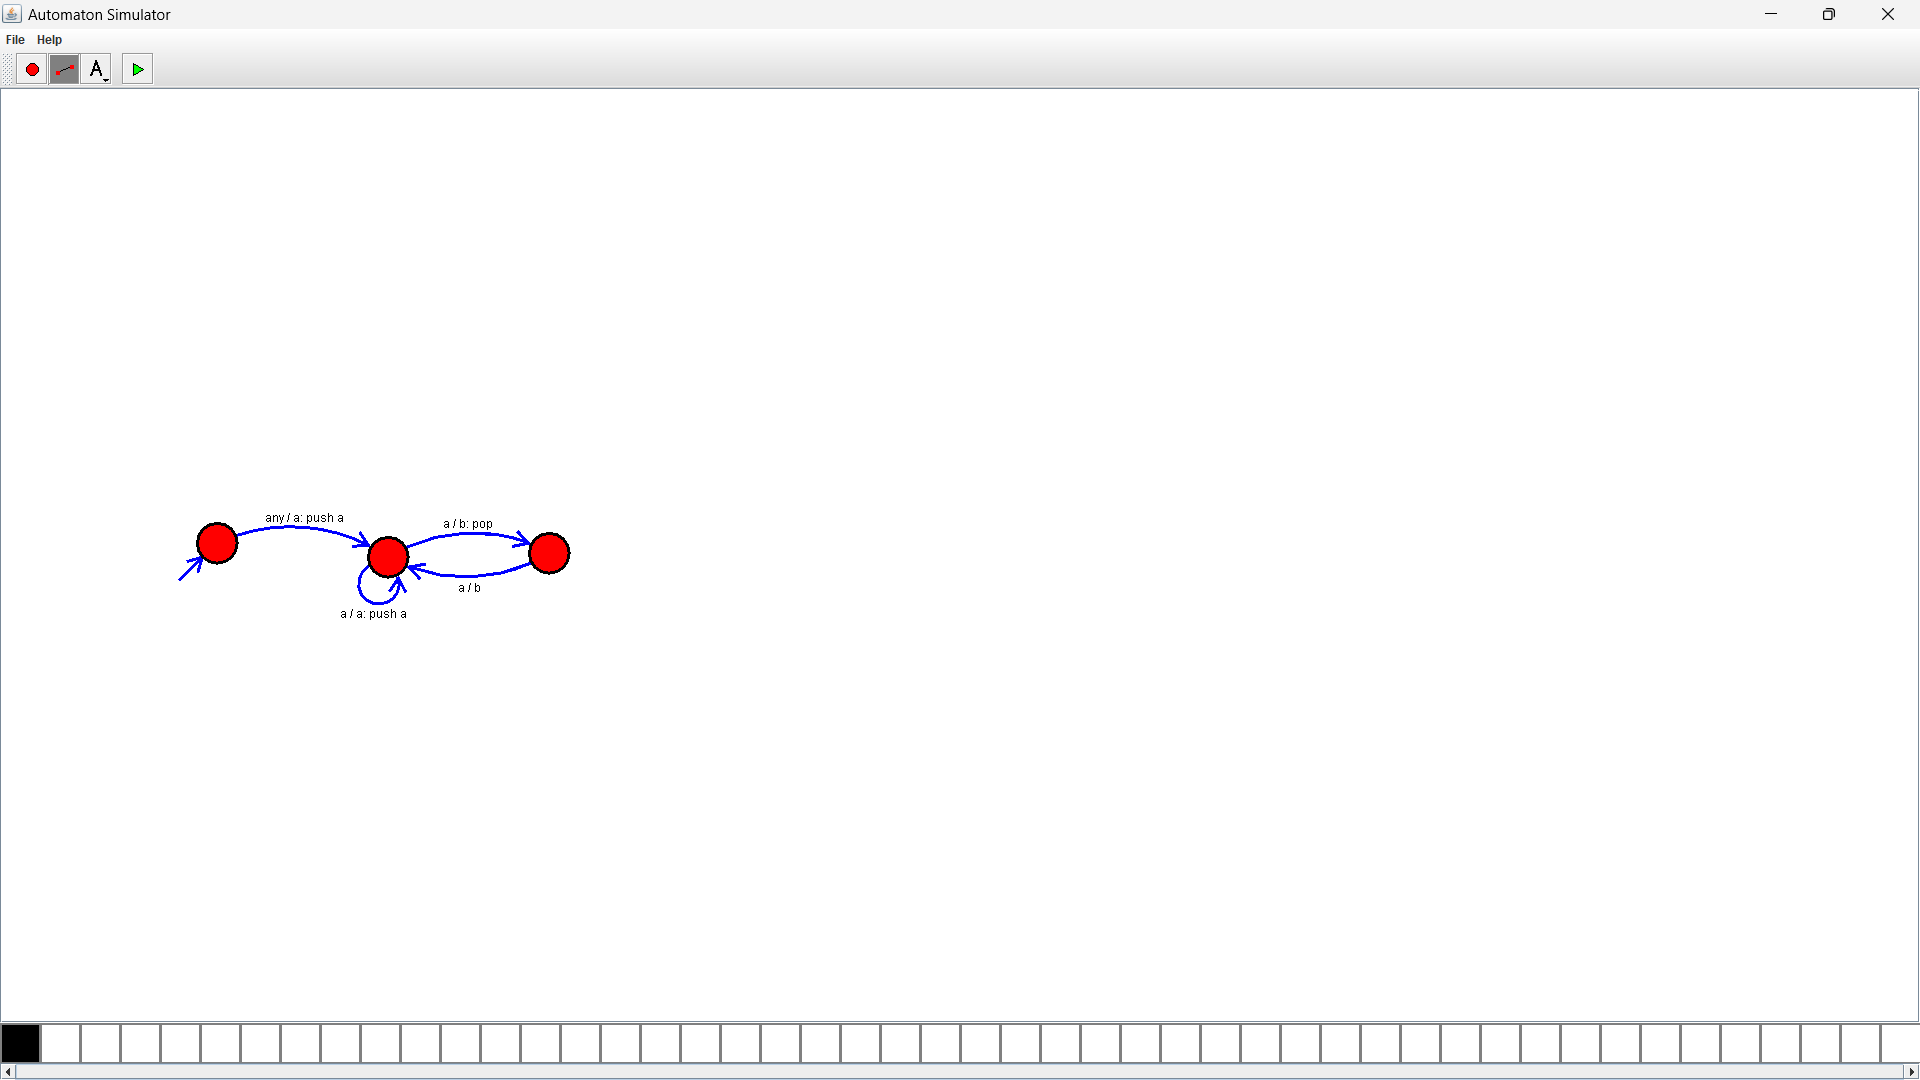 Automaton Simulator
File Help
A
any / a: push a
a / b: pop
a / b
a / a: push a